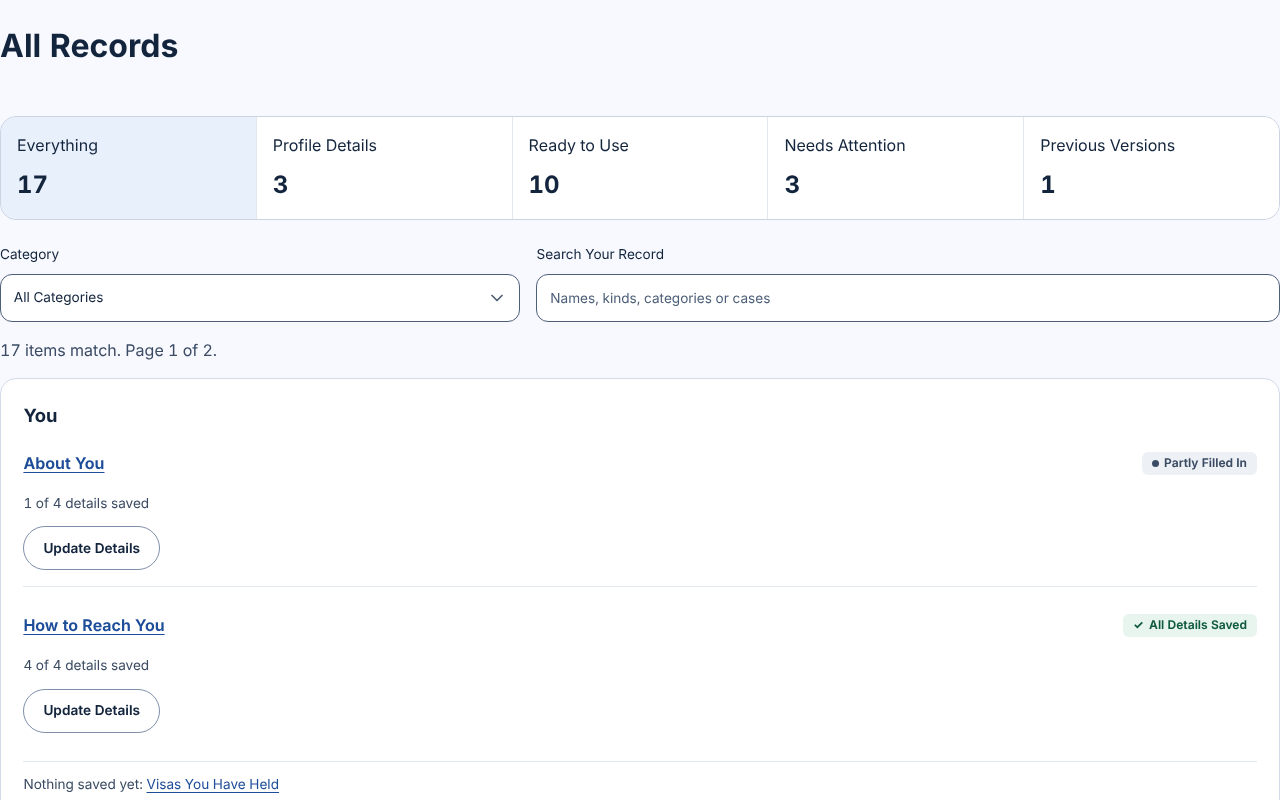 All Records
Everything
17
Profile Details
3
Ready to Use
10
Needs Attention
3
Previous Versions
1
Category
All Categories
Search Your Record
Names, kinds, categories or cases
17 items match. Page 1 of 2.
You
About You
Partly Filled In
1 of 4 details saved
Update Details
How to Reach You
All Details Saved
4 of 4 details saved
Update Details
Nothing saved yet: Visas You Have Held